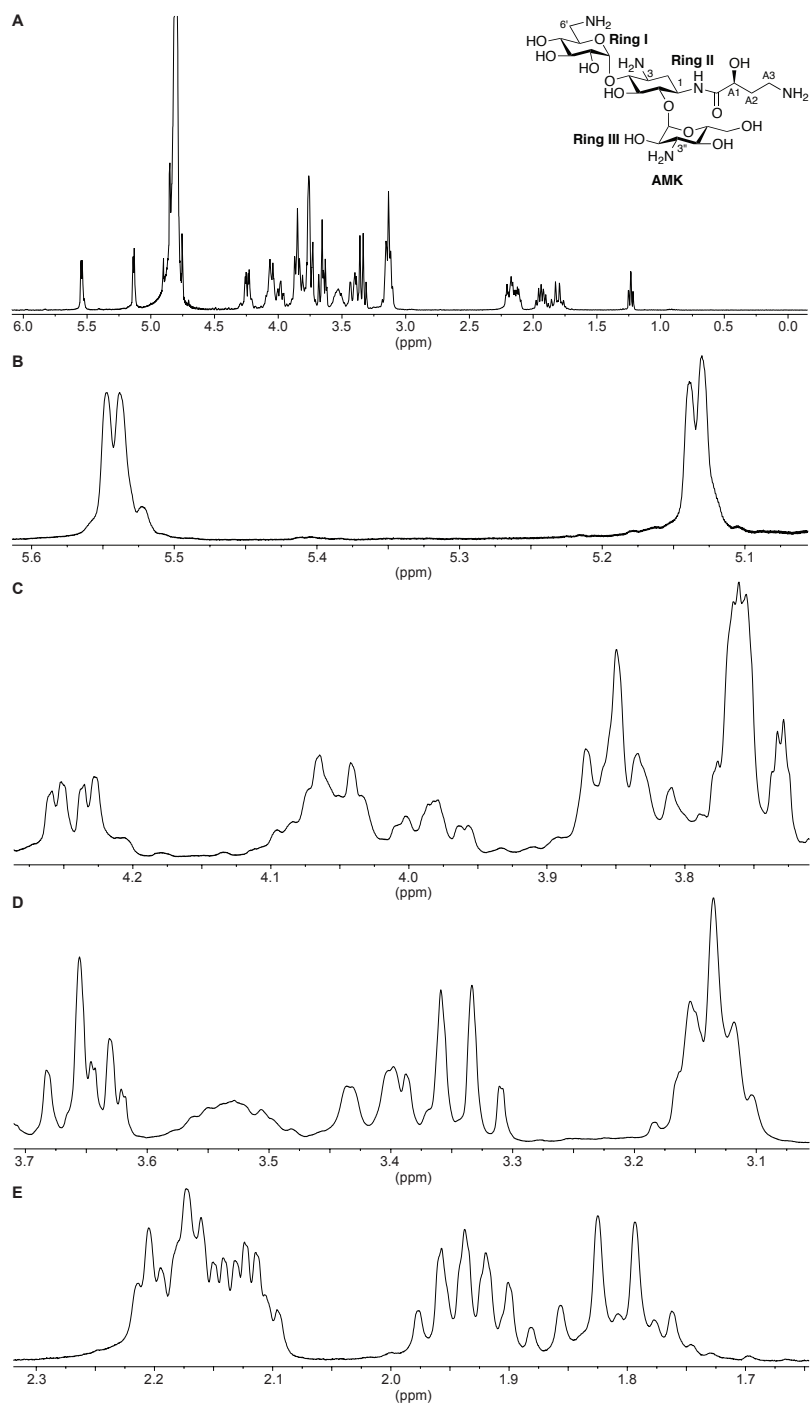 A
6' NH2
HO O Ring I
HO HO O
H2N 3 Ring II OH
O 2 1 H N A1 A3
HO O O A2 NH2
O OH
Ring III HO H2N 3'' OH
AMK
6.0 5.5 5.0 4.5 4.0 3.5 3.0 2.5 2.0 1.5 1.0 0.5 0.0
(ppm)
B
5.6 5.5 5.4 5.3 5.2 5.1
(ppm)
C
4.2 4.1 4.0 3.9 3.8
(ppm)
D
3.7 3.6 3.5 3.4 3.3 3.2 3.1
(ppm)
E
2.3 2.2 2.1 2.0 1.9 1.8 1.7
(ppm)